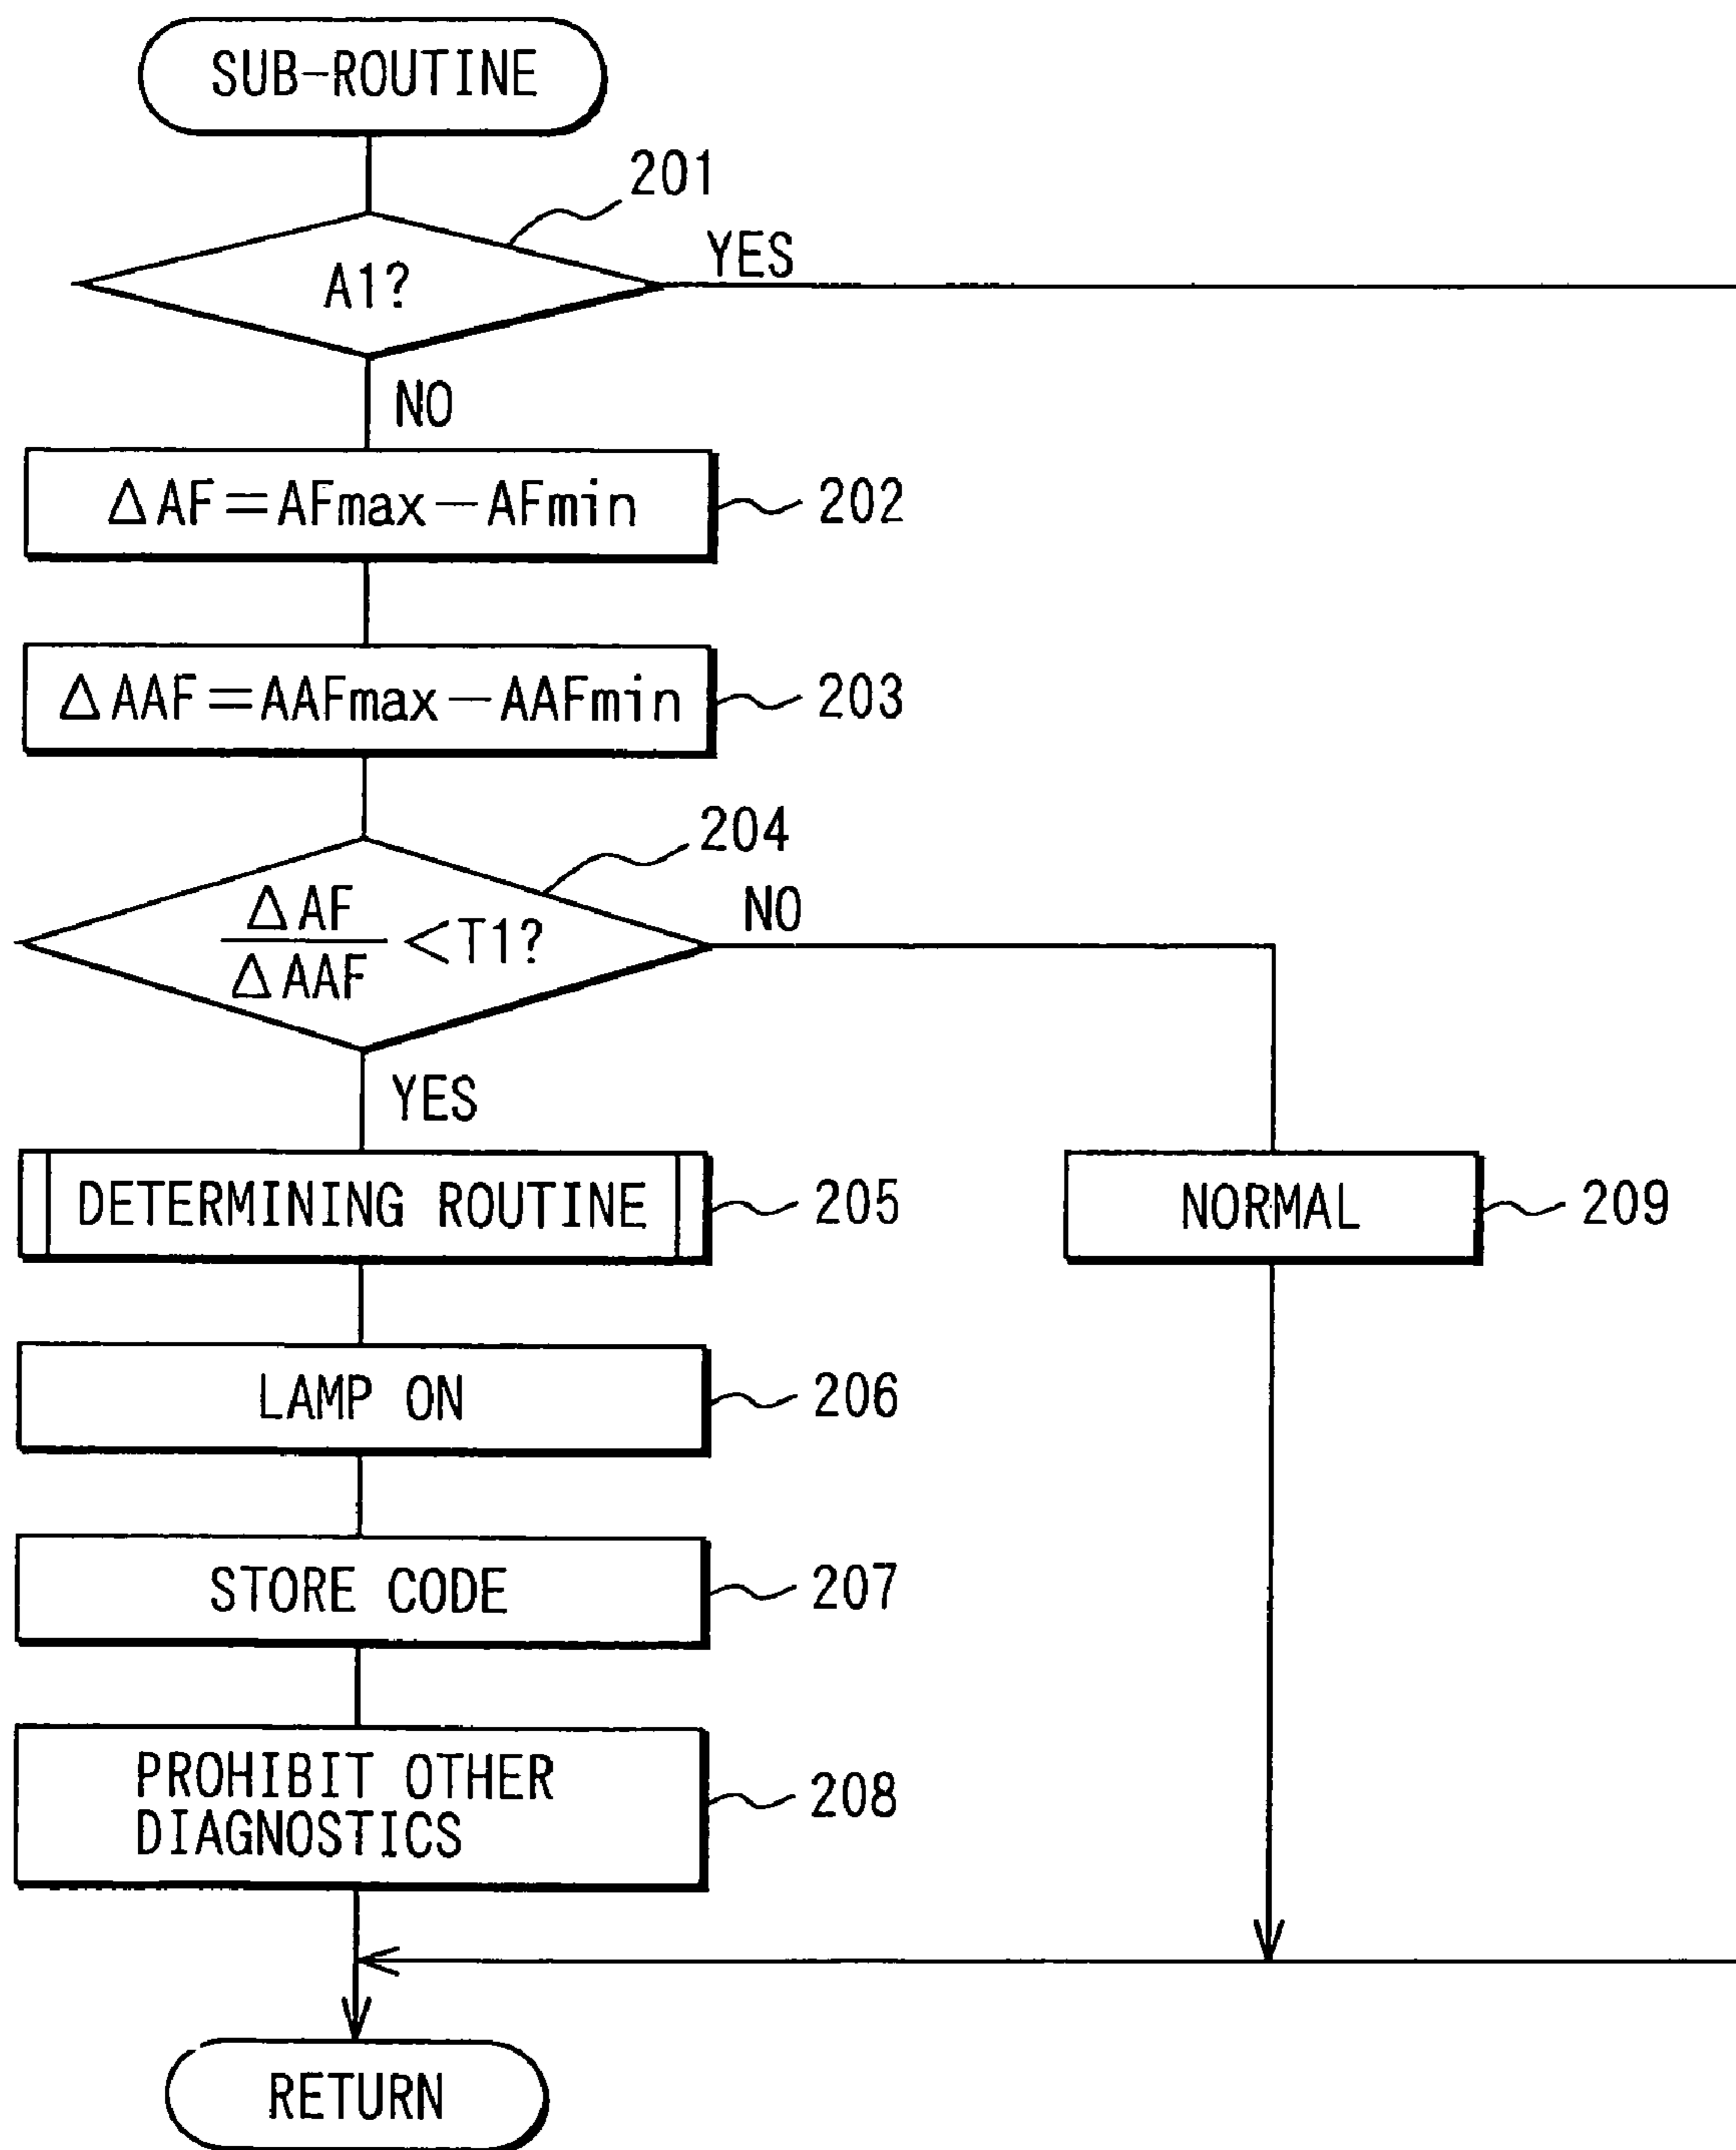 SUB-ROUTINE
201
A1?
YES
NO
ΔAF=AFmax-AFmin
202
ΔAAF=AAFmax-AAFmin
203
204
ΔAF
ΔAAF
<T1?
NO
YES
DETERMINING ROUTINE
205
NORMAL
209
LAMP ON
206
STORE CODE
207
PROHIBIT OTHER
DIAGNOSTICS
208
RETURN